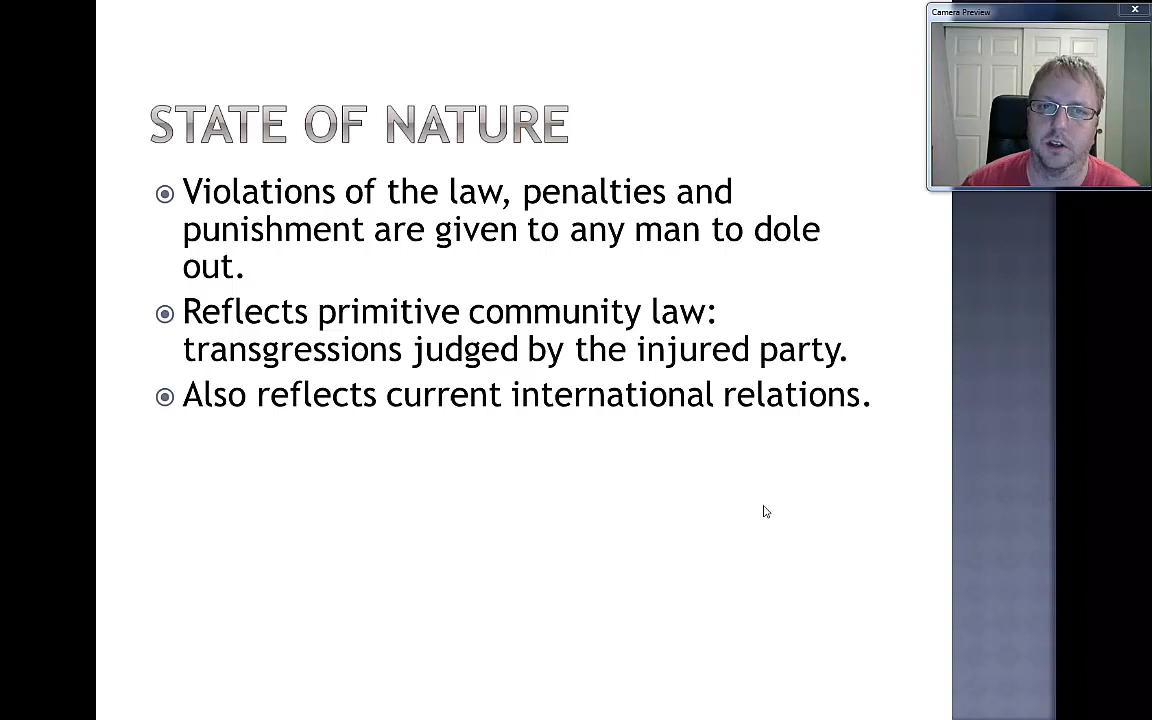 Camera Preview
STATE OF NATURE
Violations of the law, penalties and
punishment are given to any man to dole
out.
Reflects primitive community law:
transgressions judged by the injured party.
Also reflects current international relations.